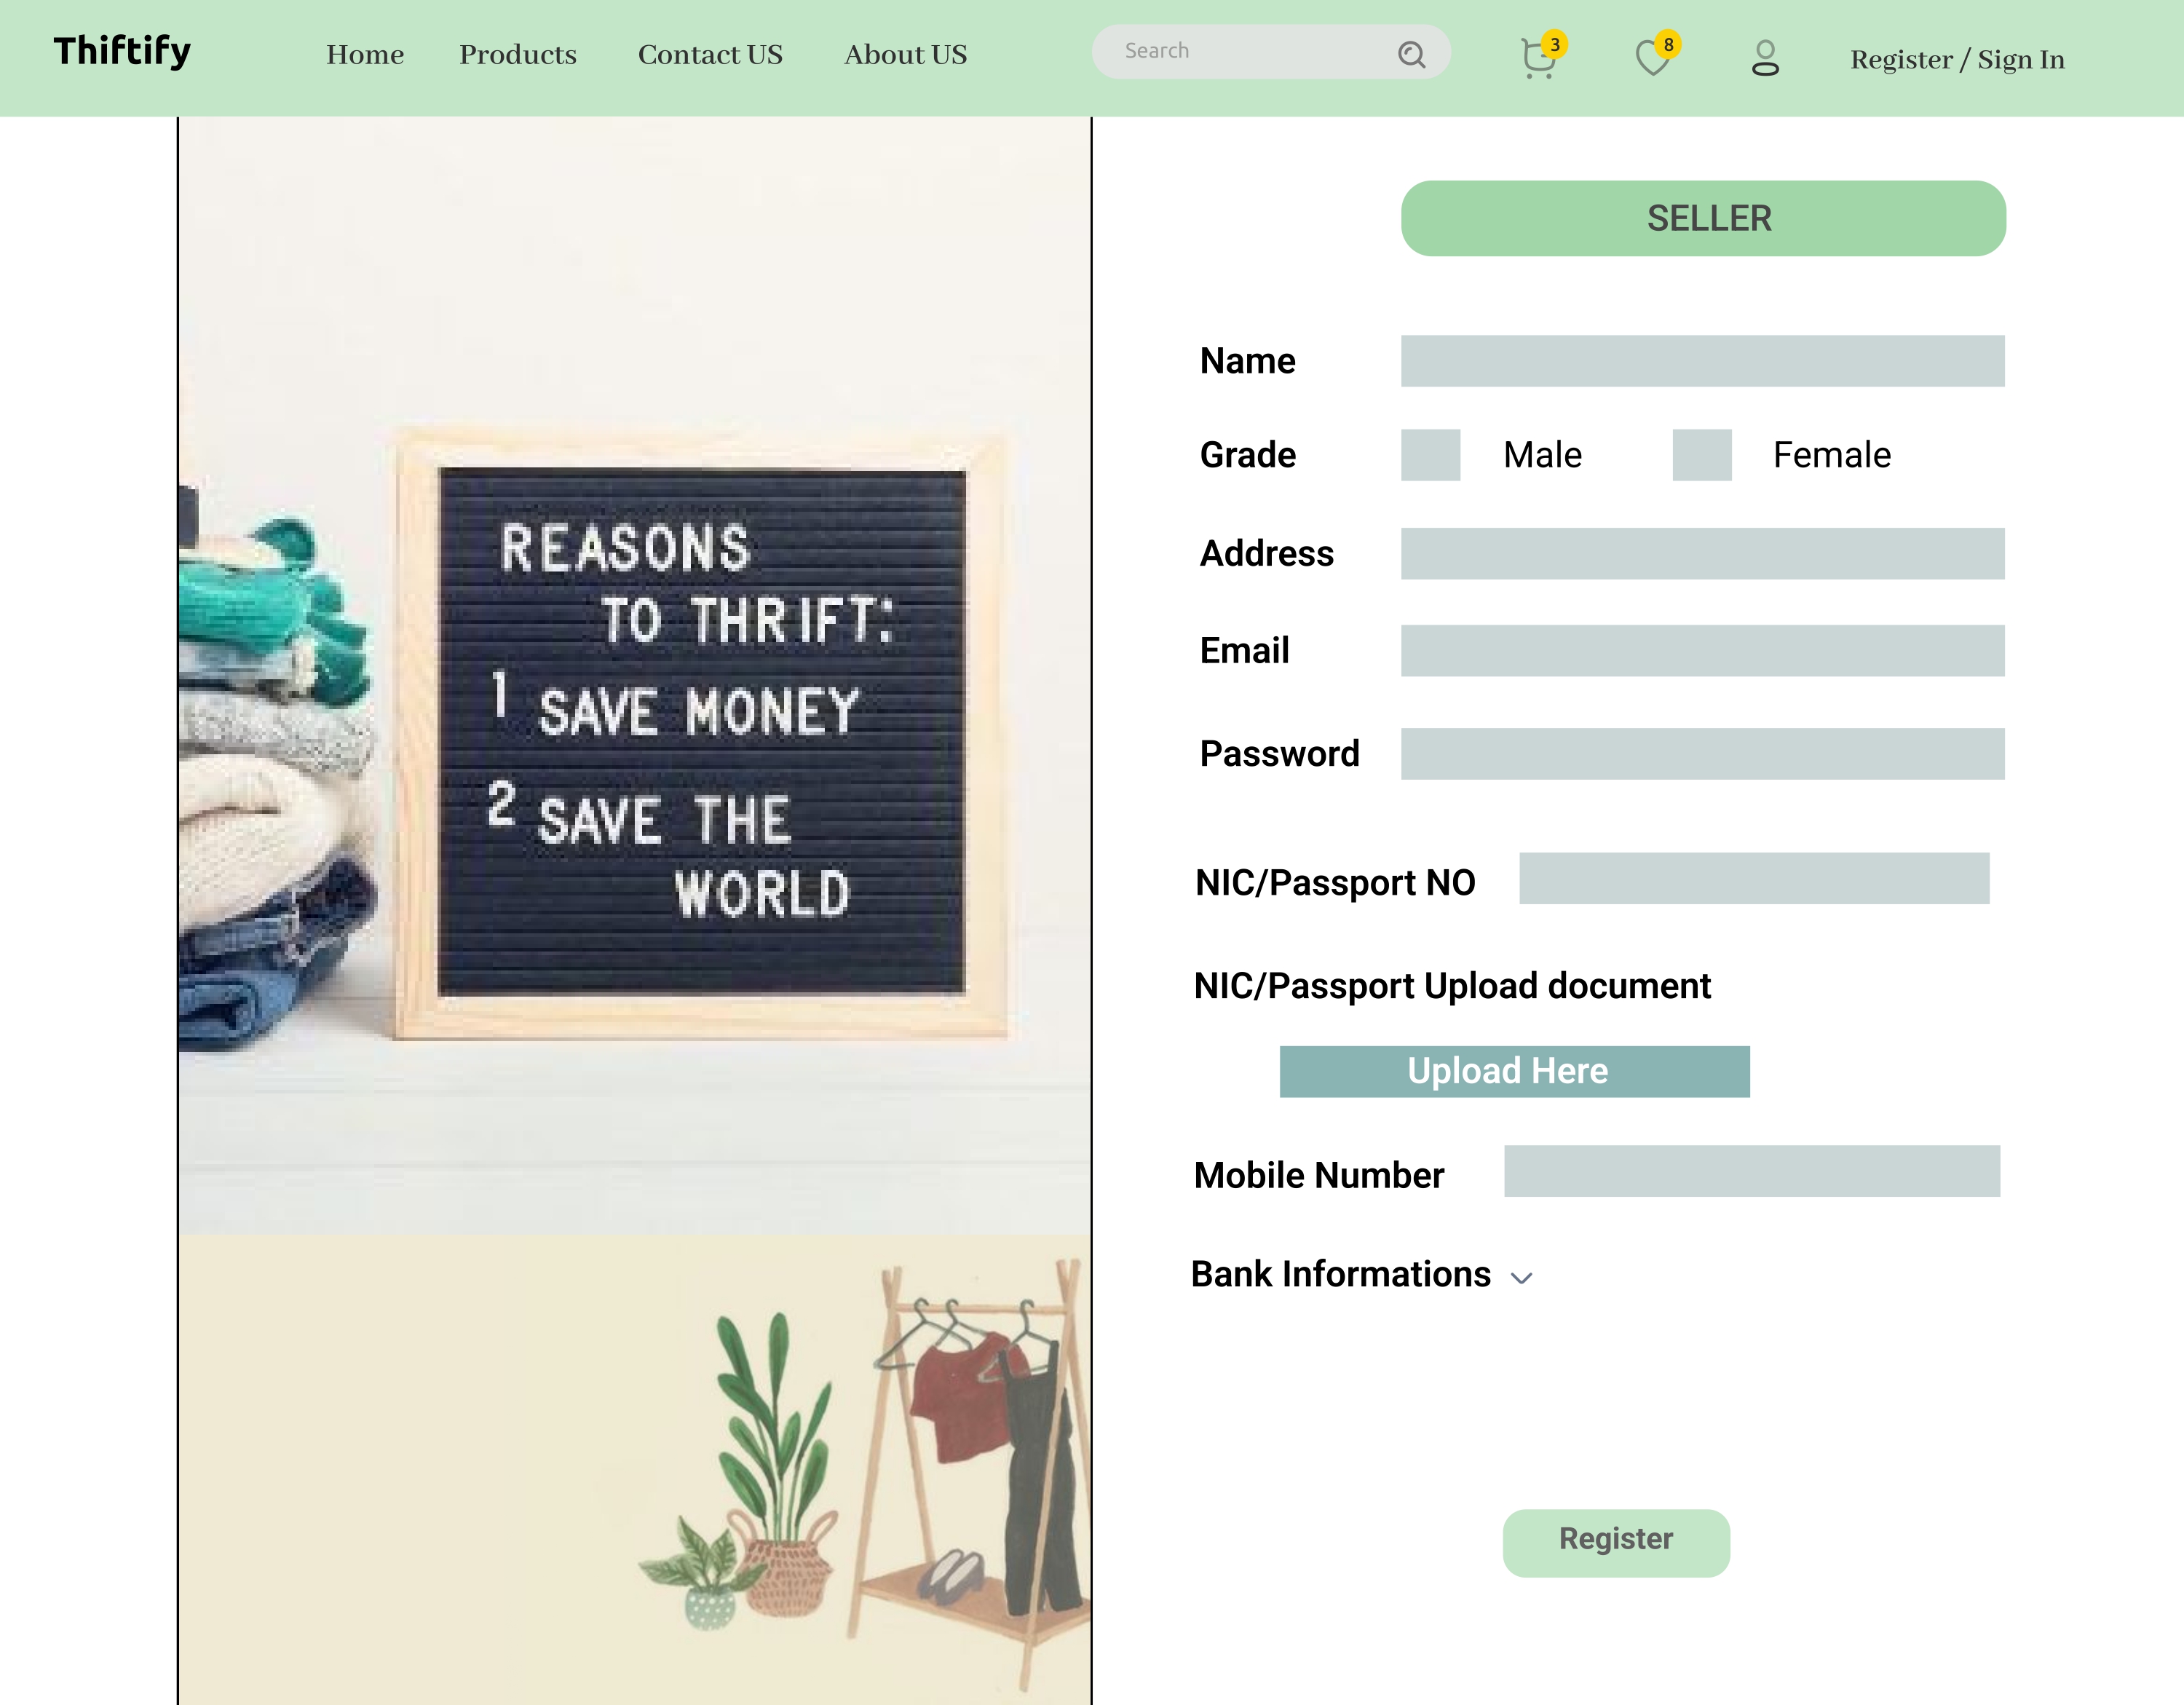 Thiftify
Home Products Contact US About US
Search
3
8
Register / Sign In
REASONS
TO THRIFT:
1 SAVE MONEY
2 SAVE THE
WORLD
SELLER
Name
Grade Male Female
Address
Email
Password
NIC/Passport NO
NIC/Passport Upload document
Upload Here
Mobile Number
Bank Informations
Register